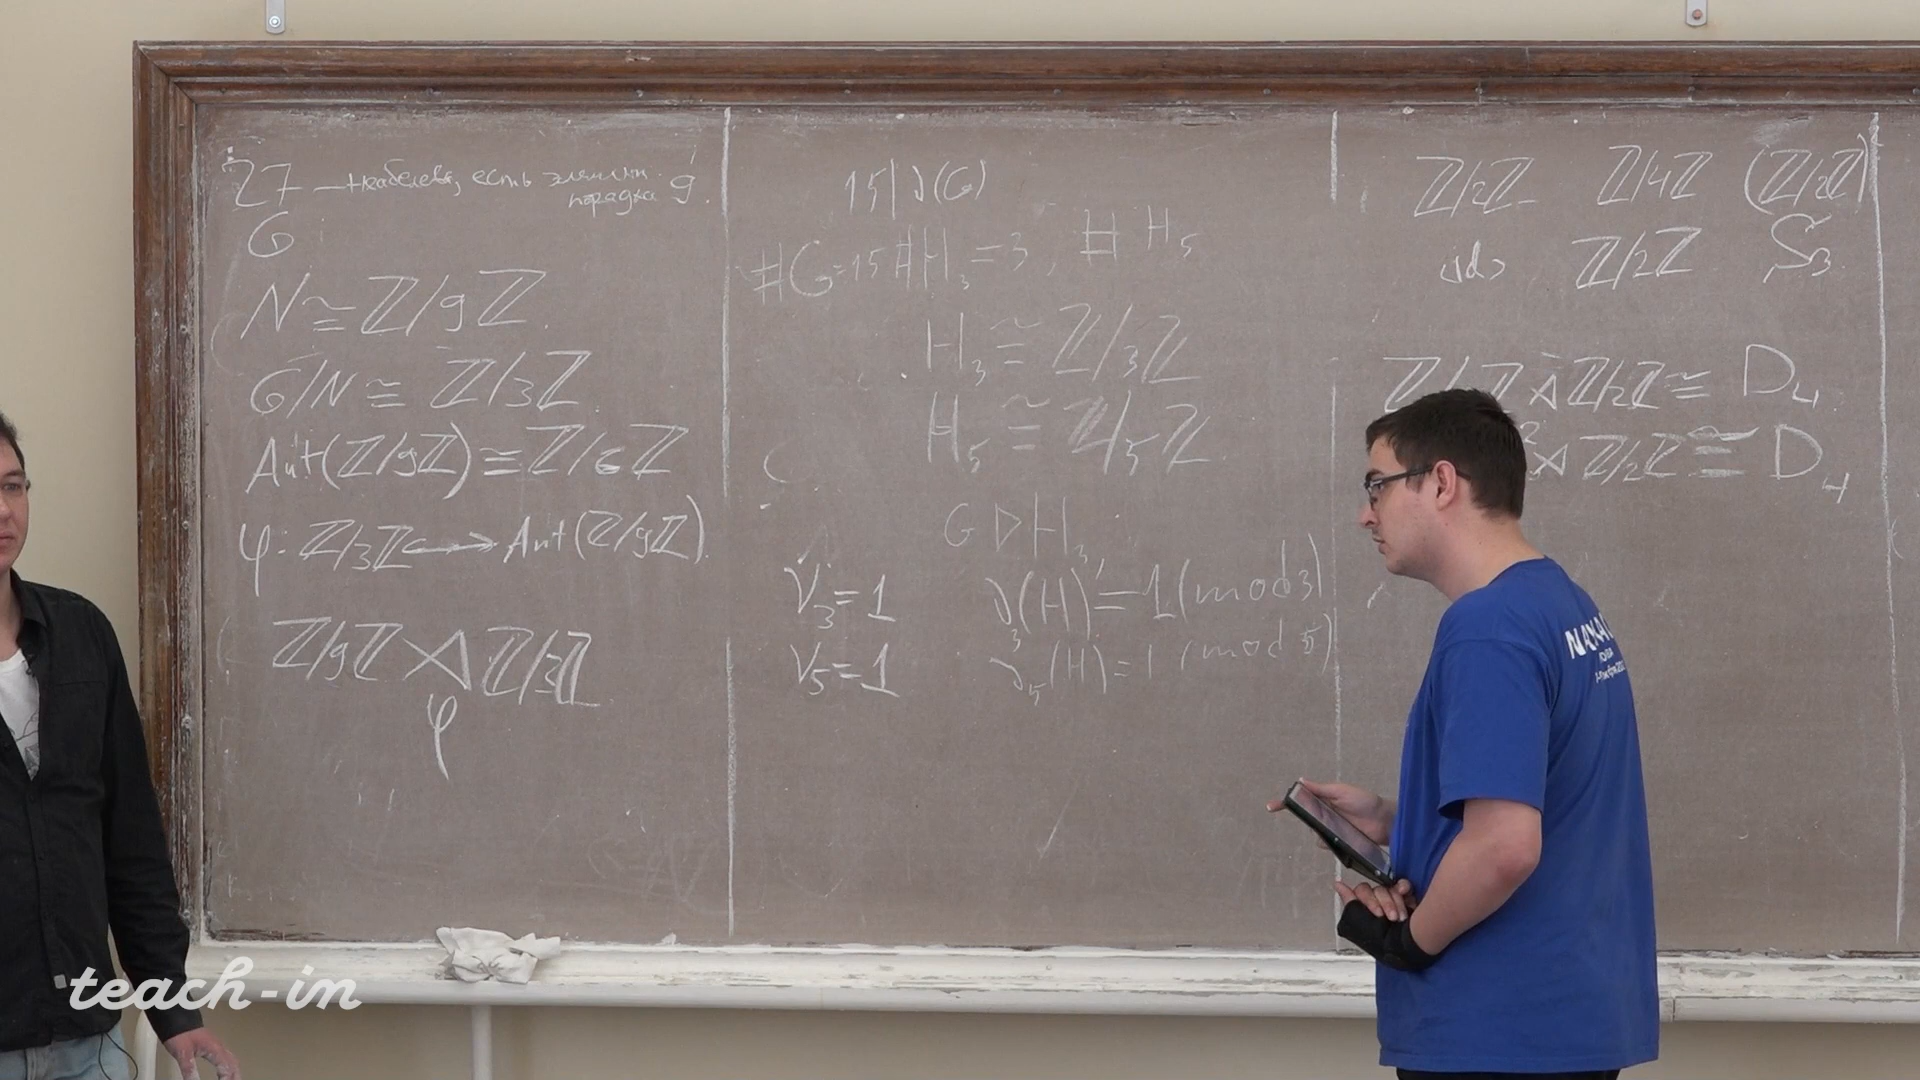 27 – неабелева, есть элемент порядка 9.
G
N ≅ Z/9Z.
G/N ≅ Z/3Z
Aut(Z/9Z) ≅ Z/6Z
φ: Z/3Z ↪ Aut(Z/9Z).
Z/9Z ⋊ Z/3Z
φ
15 | ν(G)
#G=15 #H₃ = 3, # H₅
H₃ ≅ Z/3Z
H₅ ≅ Z/5Z
G ▷ H₃
ν₃=1 ν₃(H)=1 (mod 3)
ν₅=1 ν₅(H)=1 (mod 5)
Z/2Z Z/4Z (Z/2Z)
id Z/2Z S₃
⋊ Z/2Z ≅ D₄
⋊ Z/2Z ≅ D₄
teach-in